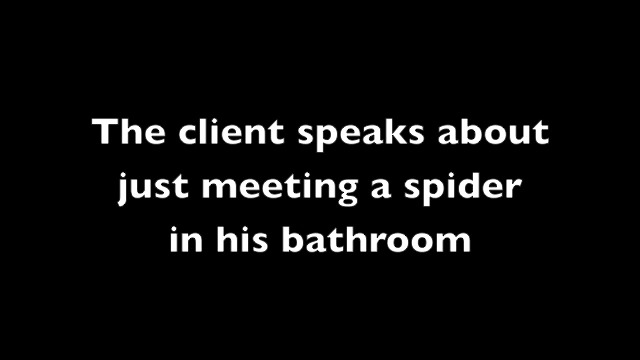 The client speaks about
just meeting a spider
in his bathroom